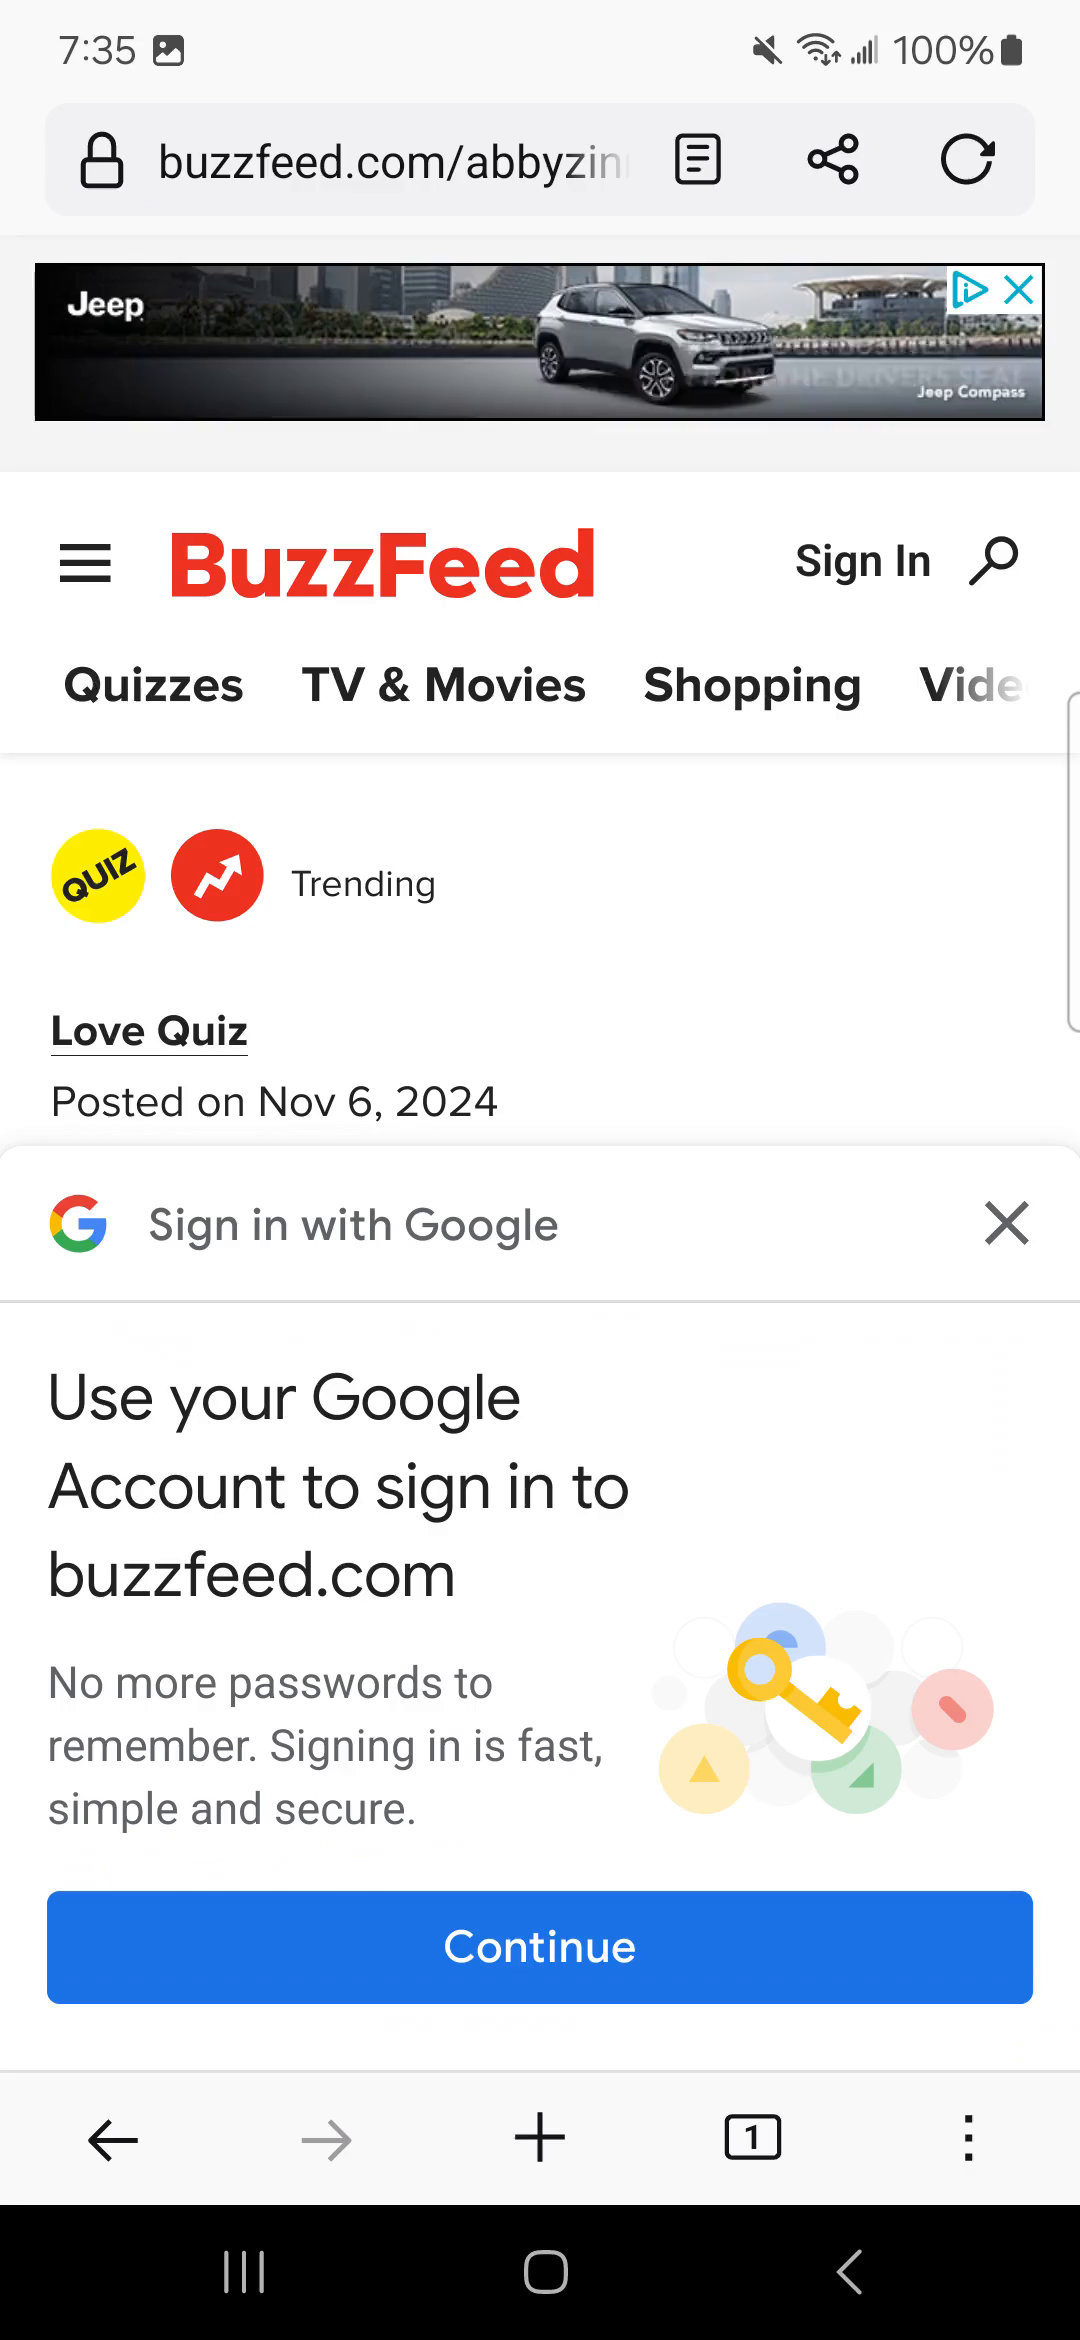 7:35
100%
buzzfeed.com/abbyzin
Jeep
Jeep Compass
BuzzFeed
Sign In
Quizzes TV & Movies Shopping Vide
QUIZ
Trending
Love Quiz
Posted on Nov 6, 2024
Sign in with Google
Use your Google
Account to sign in to
buzzfeed.com
No more passwords to
remember. Signing in is fast,
simple and secure.
Continue
1